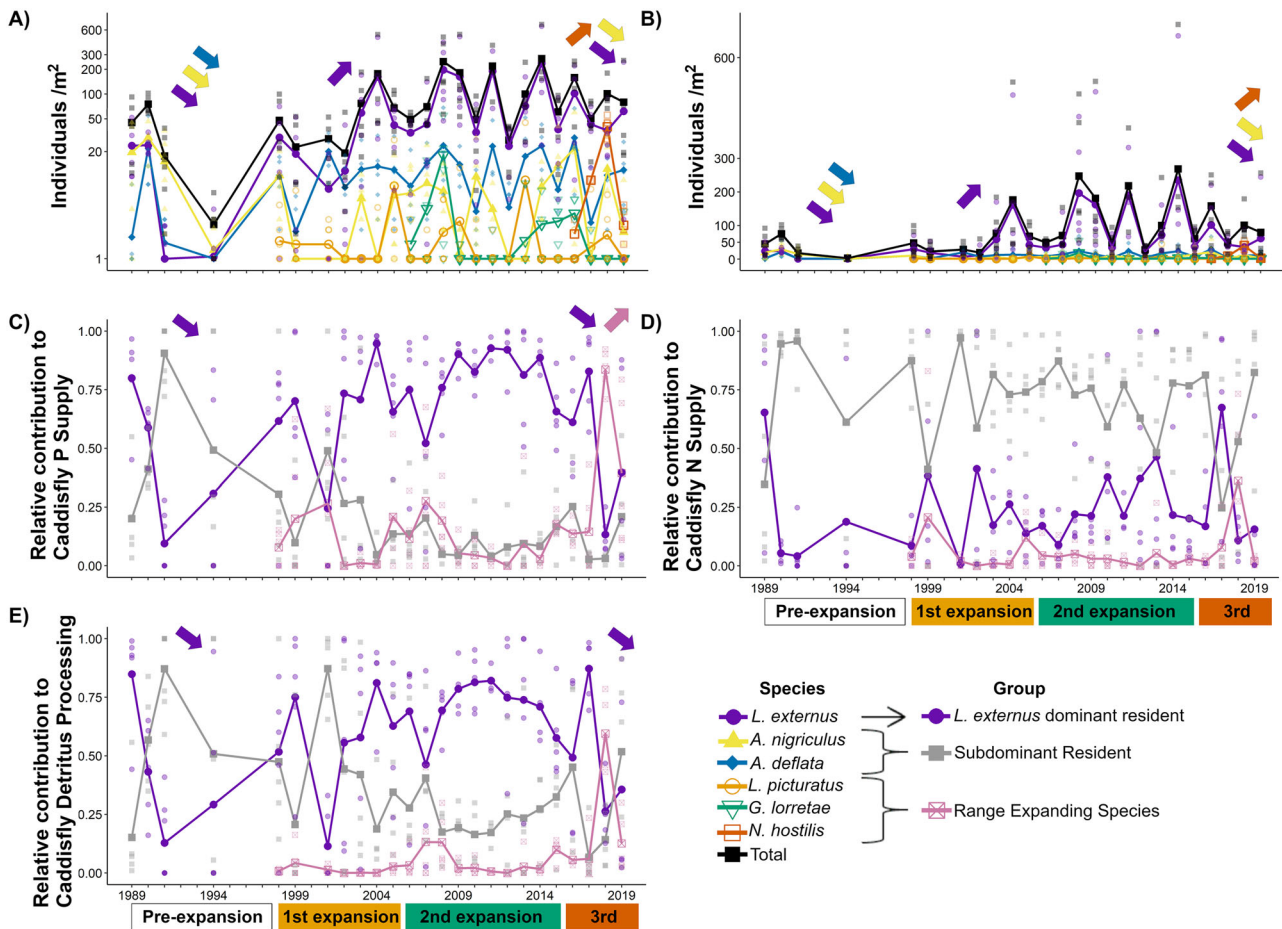 A)
Individuals /m²
600
300
200
100
50
20
1
B)
Individuals /m²
600
300
200
100
50
0
C)
Relative contribution to
Caddisfly P Supply
1.00
0.75
0.50
0.25
0.00
D)
Relative contribution to
Caddisfly N Supply
1.00
0.75
0.50
0.25
0.00
1989 1994 1999 2004 2009 2014 2019
Pre-expansion 1st expansion 2nd expansion 3rd
E)
Relative contribution to
Caddisfly Detritus Processing
1.00
0.75
0.50
0.25
0.00
1989 1994 1999 2004 2009 2014 2019
Pre-expansion 1st expansion 2nd expansion 3rd
Species
L. externus
A. nigriculus
A. deflata
L. picturatus
G. lorretae
N. hostilis
Total
Group
L. externus dominant resident
Subdominant Resident
Range Expanding Species